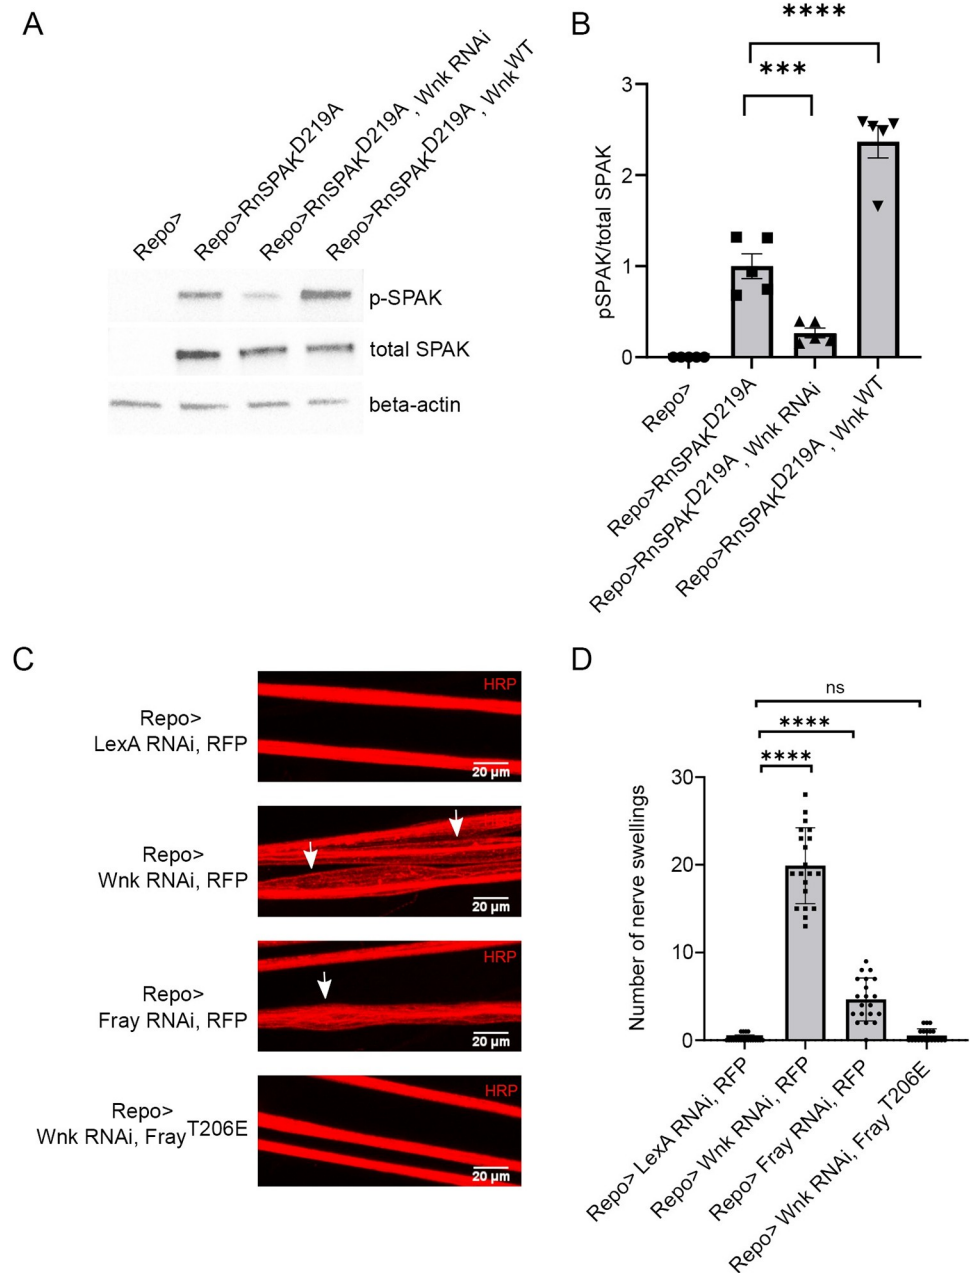 A
Repo>
Repo>RnSPAK^D219A
Repo>RnSPAK^D219A, Wnk RNAi
Repo>RnSPAK^D219A, Wnk^WT
p-SPAK
total SPAK
beta-actin
B
****
***
3
2
1
0
pSPAK/total SPAK
Repo>
Repo>RnSPAK^D219A
Repo>RnSPAK^D219A, Wnk RNAi
Repo>RnSPAK^D219A, Wnk^WT
C
Repo>
LexA RNAi, RFP
HRP
20 µm
Repo>
Wnk RNAi, RFP
20 µm
Repo>
Fray RNAi, RFP
HRP
20 µm
Repo>
Wnk RNAi, Fray^T206E
HRP
20 µm
D
ns
****
****
30
20
10
0
Number of nerve swellings
Repo> LexA RNAi, RFP
Repo> Wnk RNAi, RFP
Repo> Fray RNAi, RFP
Repo> Wnk RNAi, Fray^T206E